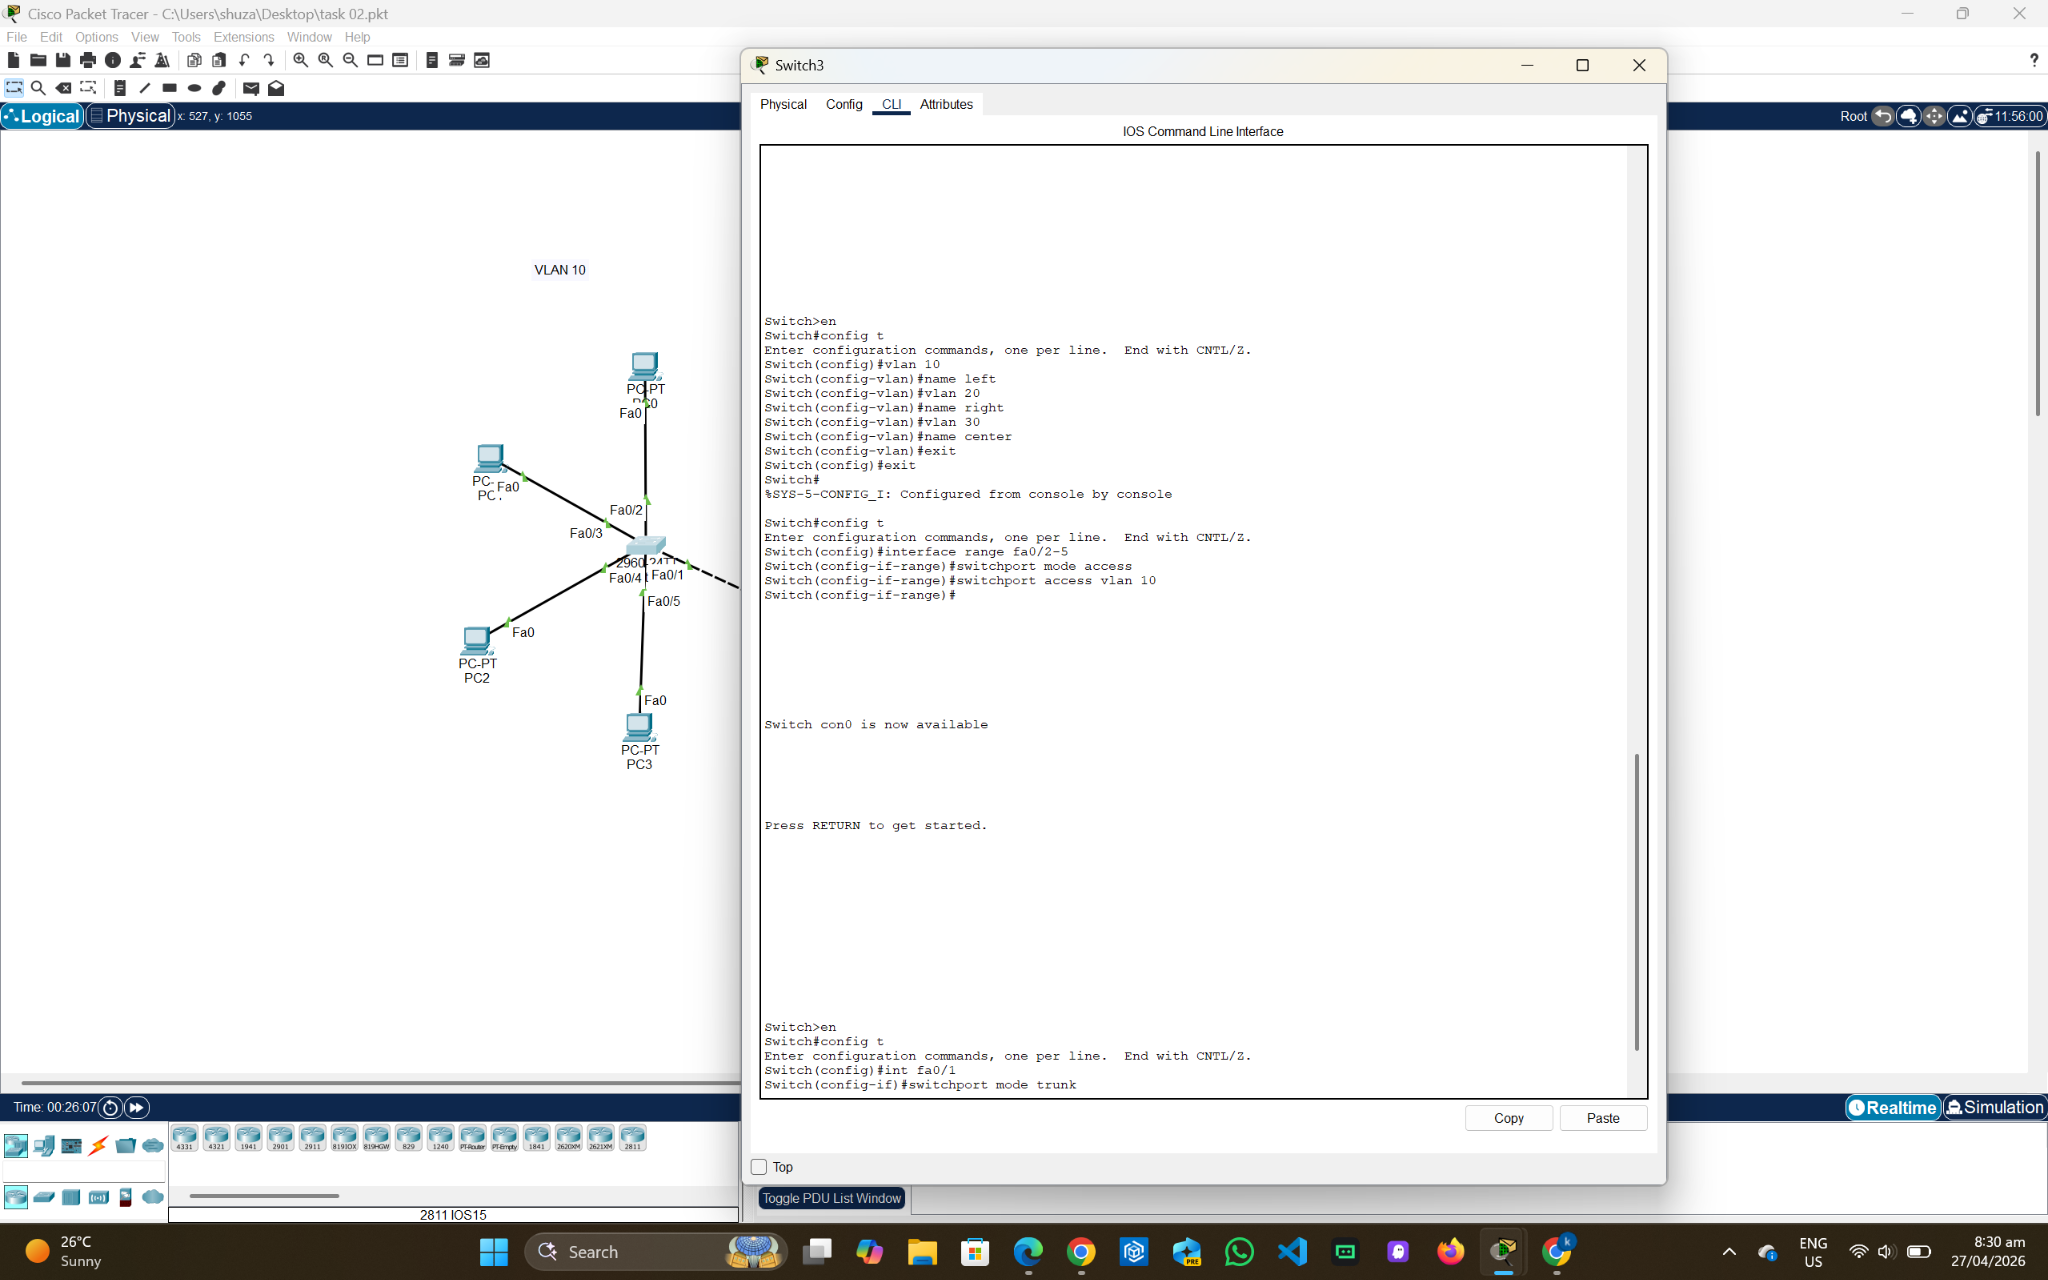 Cisco Packet Tracer - C:\Users\shuza\Desktop\task 02.pkt
File Edit Options View Tools Extensions Window Help
?
Logical
Physical
x: 527, y: 1055
Root
11:56:00
VLAN 10
PC-PT
Fa0
Fa0
Fa0/2
Fa0/3
Fa0/4
Fa0/1
Fa0/5
Fa0
PC-PT
PC2
Fa0
PC-PT
PC3
Switch3
Physical Config CLI Attributes
IOS Command Line Interface
Switch>en
Switch#config t
Enter configuration commands, one per line.  End with CNTL/Z.
Switch(config)#vlan 10
Switch(config-vlan)#name left
Switch(config-vlan)#vlan 20
Switch(config-vlan)#name right
Switch(config-vlan)#vlan 30
Switch(config-vlan)#name center
Switch(config-vlan)#exit
Switch(config)#exit
Switch#
%SYS-5-CONFIG_I: Configured from console by console
Switch#config t
Enter configuration commands, one per line.  End with CNTL/Z.
Switch(config)#interface range fa0/2-5
Switch(config-if-range)#switchport mode access
Switch(config-if-range)#switchport access vlan 10
Switch(config-if-range)#
Switch con0 is now available
Press RETURN to get started.
Switch>en
Switch#config t
Enter configuration commands, one per line.  End with CNTL/Z.
Switch(config)#int fa0/1
Switch(config-if)#switchport mode trunk
Copy
Paste
Top
Toggle PDU List Window
Time: 00:26:07
Realtime
Simulation
4331 4321 1941 2901 2911 819IOX 819HGW 829 1240 PT-Router PT-Empty 1841 2620XM 2621XM 2811
2811 IOS15
26°C
Sunny
Search
PRE
ENG
US
8:30 am
27/04/2026